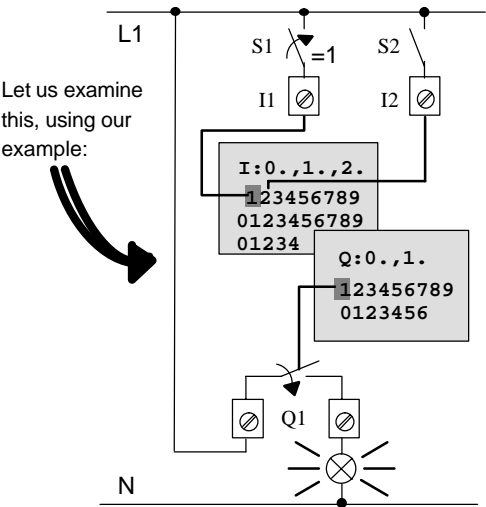 L1
S1
=1
S2
Let us examine
this, using our
example:
I1
I2
I:0.,1.,2.
123456789
0123456789
01234
Q:0.,1.
123456789
0123456
Q1
N